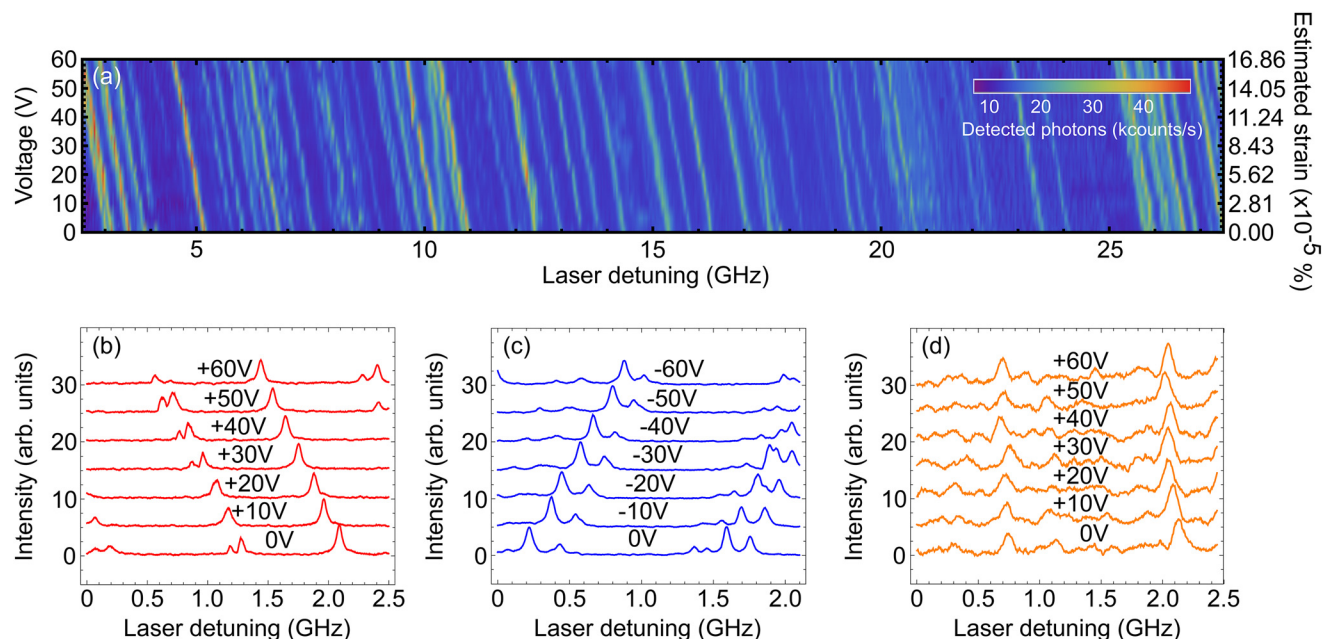 (a)
Voltage (V)
60
50
40
30
20
10
0
5
10
15
20
25
Laser detuning (GHz)
10 20 30 40
Detected photons (kcounts/s)
16.86
14.05
11.24
8.43
5.62
2.81
0.00
Estimated strain (x10-5 %)
(b)
Intensity (arb. units)
30
20
10
0
+60V
+50V
+40V
+30V
+20V
+10V
0V
0 0.5 1.0 1.5 2.0 2.5
Laser detuning (GHz)
(c)
Intensity (arb. units)
30
20
10
0
-60V
-50V
-40V
-30V
-20V
-10V
0V
0 0.5 1.0 1.5 2.0
Laser detuning (GHz)
(d)
Intensity (arb. units)
30
20
10
0
+60V
+50V
+40V
+30V
+20V
+10V
0V
0 0.5 1.0 1.5 2.0 2.5
Laser detuning (GHz)